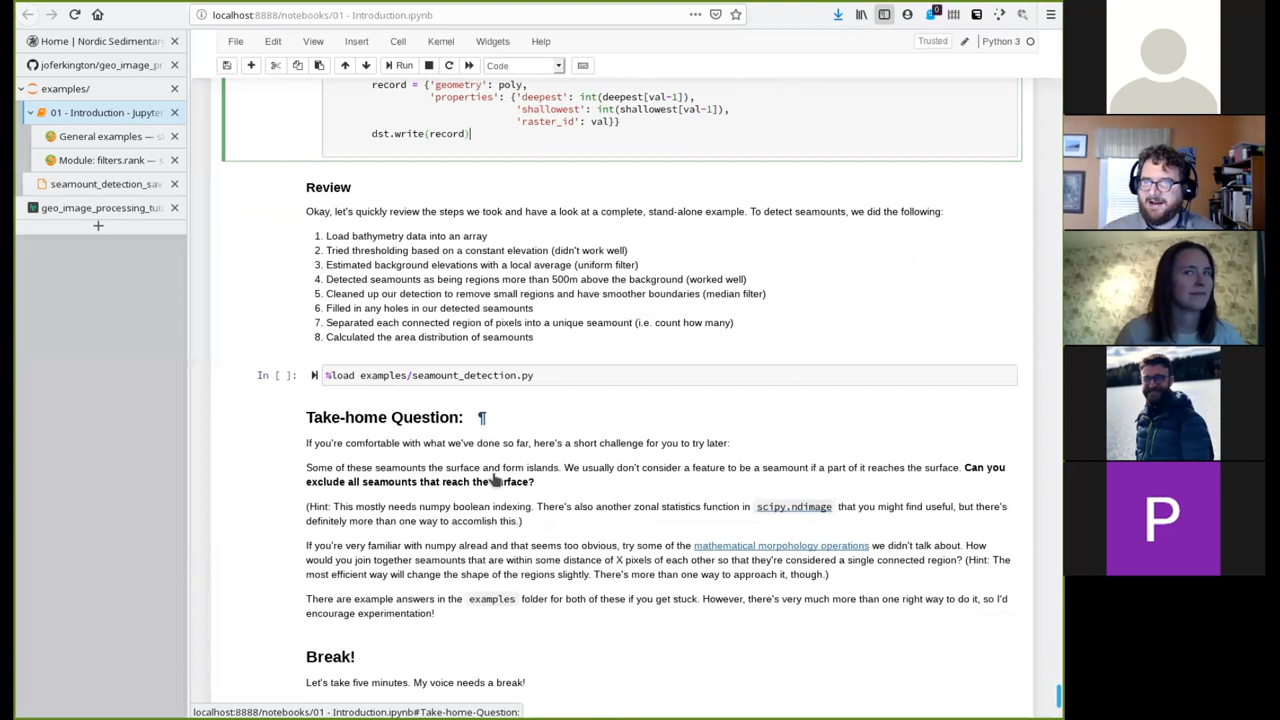 localhost:8888/notebooks/01 - Introduction.ipynb
Home | Nordic Sedimentar
joferkington/geo_image_pr
examples/
01 - Introduction - Jupyter
General examples — s
Module: filters.rank — s
seamount_detection_sav
geo_image_processing_tuto
File Edit View Insert Cell Kernel Widgets Help
Trusted Python 3
Run Code
record = {'geometry': poly,
'properties': {'deepest': int(deepest[val-1]),
'shallowest': int(shallowest[val-1]),
'raster_id': val}}
dst.write(record)
Review
Okay, let's quickly review the steps we took and have a look at a complete, stand-alone example. To detect seamounts, we did the following:
1. Load bathymetry data into an array
2. Tried thresholding based on a constant elevation (didn't work well)
3. Estimated background elevations with a local average (uniform filter)
4. Detected seamounts as being regions more than 500m above the background (worked well)
5. Cleaned up our detection to remove small regions and have smoother boundaries (median filter)
6. Filled in any holes in our detected seamounts
7. Separated each connected region of pixels into a unique seamount (i.e. count how many)
8. Calculated the area distribution of seamounts
In [ ]: %load examples/seamount_detection.py
Take-home Question: ¶
If you're comfortable with what we've done so far, here's a short challenge for you to try later:
Some of these seamounts the surface and form islands. We usually don't consider a feature to be a seamount if a part of it reaches the surface. Can you
exclude all seamounts that reach the surface?
(Hint: This mostly needs numpy boolean indexing. There's also another zonal statistics function in scipy.ndimage that you might find useful, but there's
definitely more than one way to accomlish this.)
If you're very familiar with numpy alread and that seems too obvious, try some of the mathematical morpohology operations we didn't talk about. How
would you join together seamounts that are within some distance of X pixels of each other so that they're considered a single connected region? (Hint: The
most efficient way will change the shape of the regions slightly. There's more than one way to approach it, though.)
There are example answers in the examples folder for both of these if you get stuck. However, there's very much more than one right way to do it, so I'd
encourage experimentation!
Break!
Let's take five minutes. My voice needs a break!
localhost:8888/notebooks/01 - Introduction.ipynb#Take-home-Question:
P